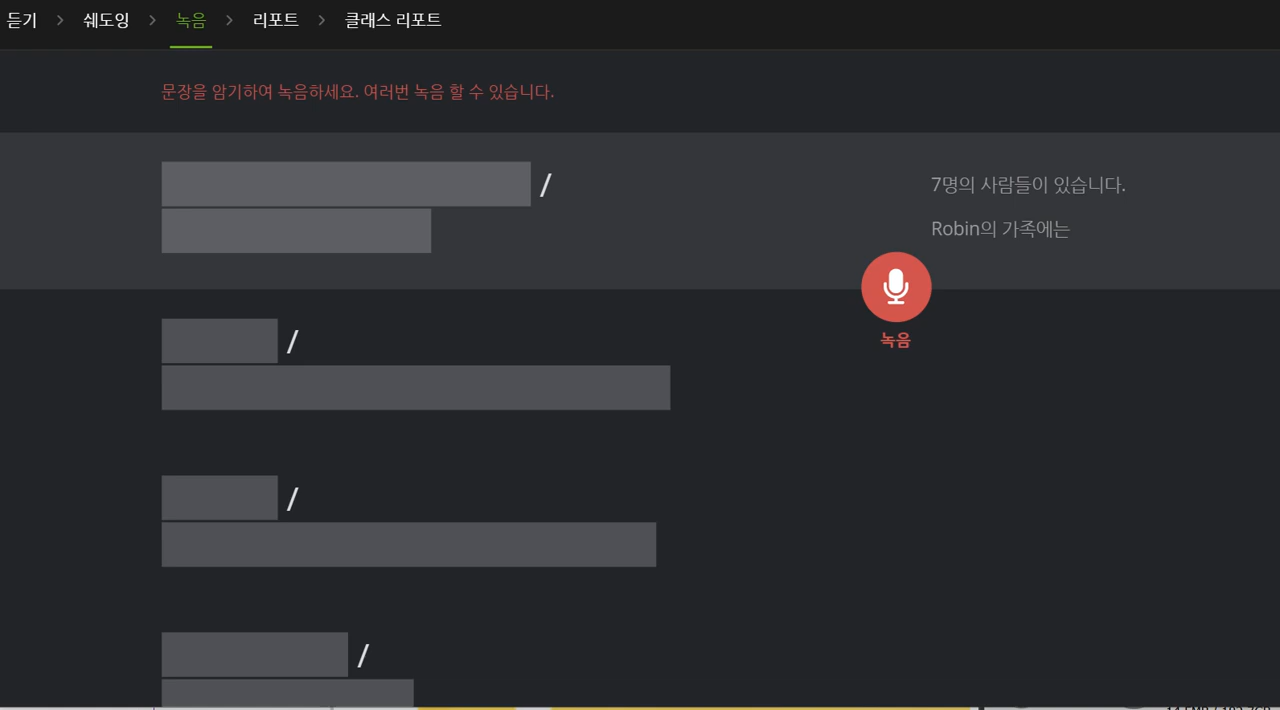 듣기 > 쉐도잉 > 녹음 > 리포트 > 클래스 리포트
문장을 암기하여 녹음하세요. 여러번 녹음 할 수 있습니다.
/
7명의 사람들이 있습니다.
Robin의 가족에는
녹음
/
/
/